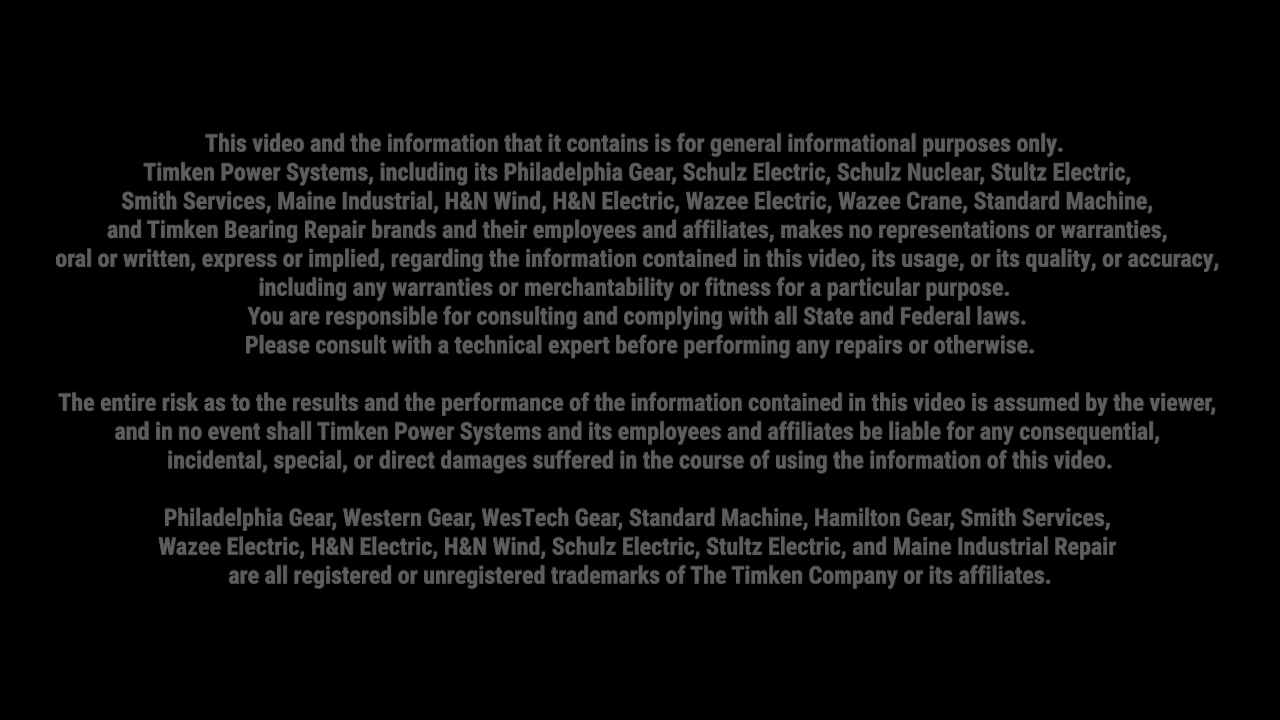 This video and the information that it contains is for general informational purposes only.
Timken Power Systems, including its Philadelphia Gear, Schulz Electric, Schulz Nuclear, Stultz Electric,
Smith Services, Maine Industrial, H&N Wind, H&N Electric, Wazee Electric, Wazee Crane, Standard Machine,
and Timken Bearing Repair brands and their employees and affiliates, makes no representations or warranties,
oral or written, express or implied, regarding the information contained in this video, its usage, or its quality, or accuracy,
including any warranties or merchantability or fitness for a particular purpose.
You are responsible for consulting and complying with all State and Federal laws.
Please consult with a technical expert before performing any repairs or otherwise.
The entire risk as to the results and the performance of the information contained in this video is assumed by the viewer,
and in no event shall Timken Power Systems and its employees and affiliates be liable for any consequential,
incidental, special, or direct damages suffered in the course of using the information of this video.
Philadelphia Gear, Western Gear, WesTech Gear, Standard Machine, Hamilton Gear, Smith Services,
Wazee Electric, H&N Electric, H&N Wind, Schulz Electric, Stultz Electric, and Maine Industrial Repair
are all registered or unregistered trademarks of The Timken Company or its affiliates.